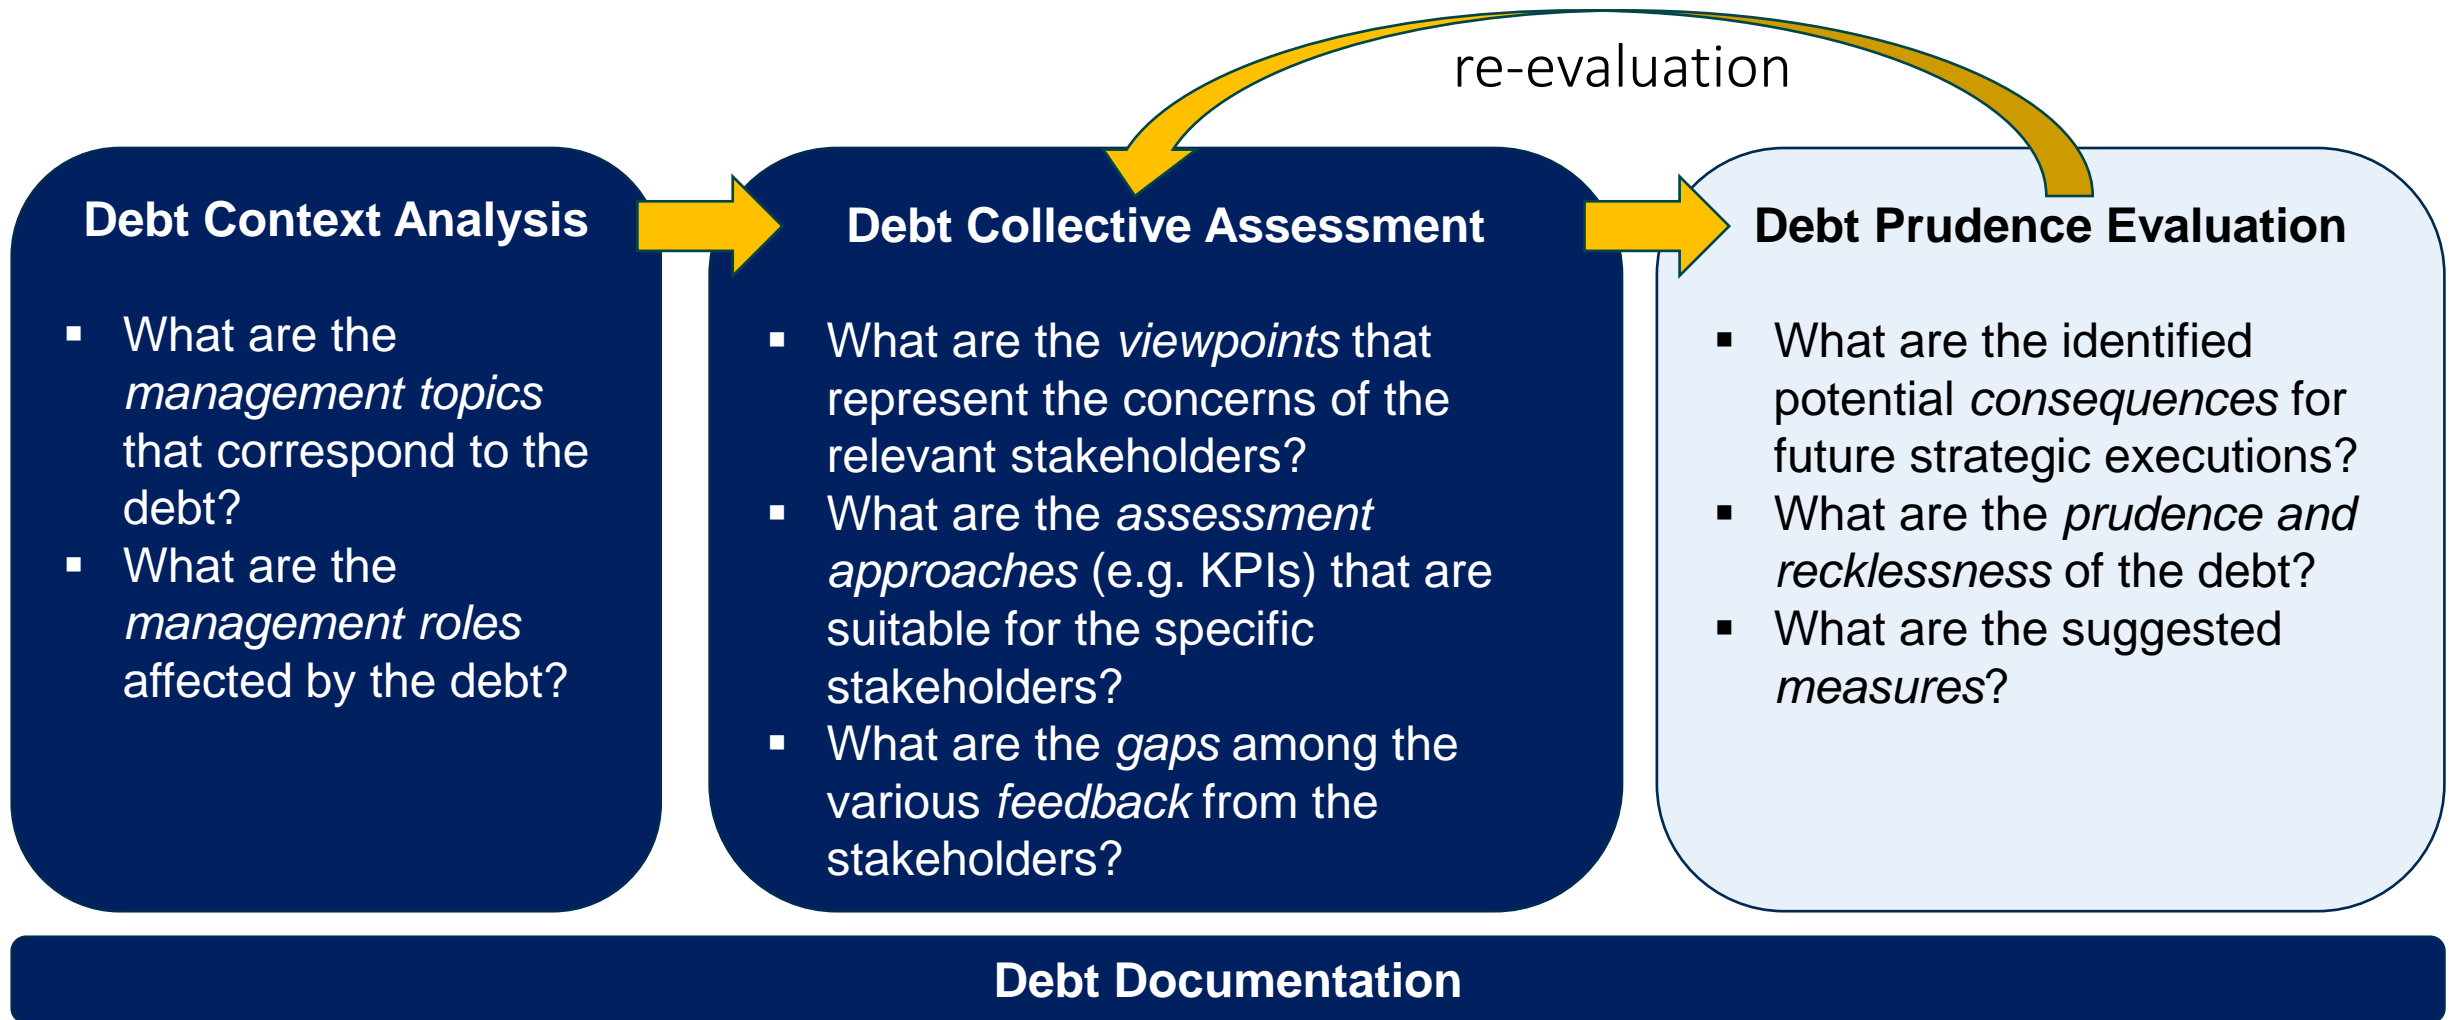 re-evaluation
Debt Context Analysis
▪ What are the
management topics
that correspond to the
debt?
▪ What are the
management roles
affected by the debt?
Debt Collective Assessment
▪ What are the viewpoints that
represent the concerns of the
relevant stakeholders?
▪ What are the assessment
approaches (e.g. KPIs) that are
suitable for the specific
stakeholders?
▪ What are the gaps among the
various feedback from the
stakeholders?
Debt Prudence Evaluation
▪ What are the identified
potential consequences for
future strategic executions?
▪ What are the prudence and
recklessness of the debt?
▪ What are the suggested
measures?
Debt Documentation